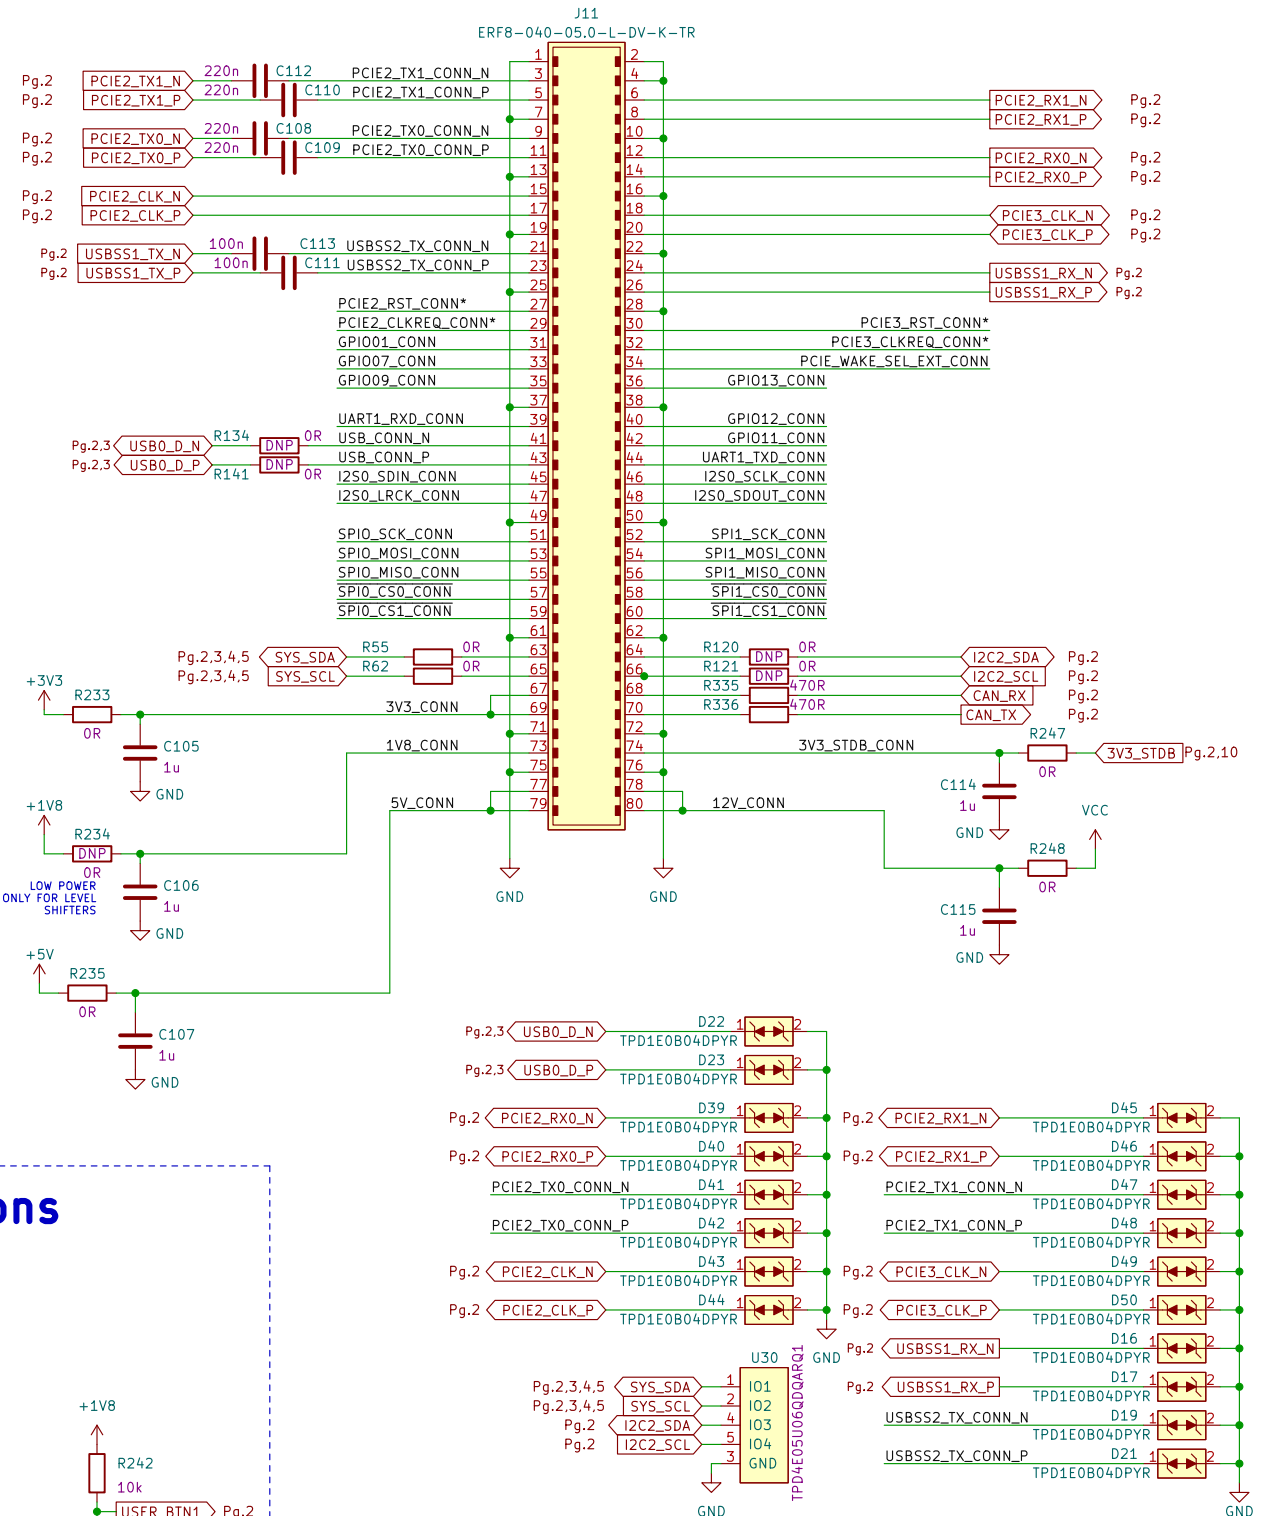 J11
ERF8-040-05.0-L-DV-K-TR
1 2
Pg.2 PCIE2_TX1_N 220n C112 PCIE2_TX1_CONN_N 3 4
Pg.2 PCIE2_TX1_P 220n C110 PCIE2_TX1_CONN_P 5 6 PCIE2_RX1_N Pg.2
7 8 PCIE2_RX1_P Pg.2
Pg.2 PCIE2_TX0_N 220n C108 PCIE2_TX0_CONN_N 9 10
Pg.2 PCIE2_TX0_P 220n C109 PCIE2_TX0_CONN_P 11 12 PCIE2_RX0_N Pg.2
13 14 PCIE2_RX0_P Pg.2
Pg.2 PCIE2_CLK_N 15 16
Pg.2 PCIE2_CLK_P 17 18 PCIE3_CLK_N Pg.2
19 20 PCIE3_CLK_P Pg.2
Pg.2 USBSS1_TX_N 100n C113 USBSS2_TX_CONN_N 21 22
Pg.2 USBSS1_TX_P 100n C111 USBSS2_TX_CONN_P 23 24 USBSS1_RX_N Pg.2
25 26 USBSS1_RX_P Pg.2
PCIE2_RST_CONN* 27 28
PCIE2_CLKREQ_CONN* 29 30 PCIE3_RST_CONN*
GPIO01_CONN 31 32 PCIE3_CLKREQ_CONN*
GPIO07_CONN 33 34 PCIE_WAKE_SEL_EXT_CONN
GPIO09_CONN 35 36 GPIO13_CONN
37 38
UART1_RXD_CONN 39 40 GPIO12_CONN
Pg.2,3 USB0_D_N R134 DNP 0R USB_CONN_N 41 42 GPIO11_CONN
Pg.2,3 USB0_D_P R141 DNP 0R USB_CONN_P 43 44 UART1_TXD_CONN
I2S0_SDIN_CONN 45 46 I2S0_SCLK_CONN
I2S0_LRCK_CONN 47 48 I2S0_SDOUT_CONN
49 50
SPI0_SCK_CONN 51 52 SPI1_SCK_CONN
SPI0_MOSI_CONN 53 54 SPI1_MOSI_CONN
SPI0_MISO_CONN 55 56 SPI1_MISO_CONN
SPI0_CS0_CONN 57 58 SPI1_CS0_CONN
SPI0_CS1_CONN 59 60 SPI1_CS1_CONN
61 62
Pg.2,3,4,5 SYS_SDA R55 0R 63 64 R120 DNP 0R I2C2_SDA Pg.2
Pg.2,3,4,5 SYS_SCL R62 0R 65 66 R121 DNP 0R I2C2_SCL Pg.2
67 68 R335 470R CAN_RX Pg.2
+3V3 R233 0R 3V3_CONN 69 70 R336 470R CAN_TX Pg.2
71 72
1V8_CONN 73 74 3V3_STDB_CONN R247 0R 3V3_STDB Pg.2,10
C105 1u GND
75 76
77 78
5V_CONN 79 80 12V_CONN
C114 1u GND
VCC
+1V8 R234 DNP 0R
R248 0R
LOW POWER
ONLY FOR LEVEL
SHIFTERS
C106 1u GND
GND GND
C115 1u GND
+5V R235 0R
C107 1u GND
Pg.2,3 USB0_D_N D22 1 2 TPD1E0B04DPYR
Pg.2,3 USB0_D_P D23 1 2 TPD1E0B04DPYR
Pg.2 PCIE2_RX0_N D39 1 2 TPD1E0B04DPYR
Pg.2 PCIE2_RX0_P D40 1 2 TPD1E0B04DPYR
PCIE2_TX0_CONN_N D41 1 2 TPD1E0B04DPYR
PCIE2_TX0_CONN_P D42 1 2 TPD1E0B04DPYR
Pg.2 PCIE2_CLK_N D43 1 2 TPD1E0B04DPYR
Pg.2 PCIE2_CLK_P D44 1 2 TPD1E0B04DPYR
GND
Pg.2 PCIE2_RX1_N D45 1 2 TPD1E0B04DPYR
Pg.2 PCIE2_RX1_P D46 1 2 TPD1E0B04DPYR
PCIE2_TX1_CONN_N D47 1 2 TPD1E0B04DPYR
PCIE2_TX1_CONN_P D48 1 2 TPD1E0B04DPYR
Pg.2 PCIE3_CLK_N D49 1 2 TPD1E0B04DPYR
Pg.2 PCIE3_CLK_P D50 1 2 TPD1E0B04DPYR
Pg.2 USBSS1_RX_N D16 1 2 TPD1E0B04DPYR
Pg.2 USBSS1_RX_P D17 1 2 TPD1E0B04DPYR
USBSS2_TX_CONN_N D19 1 2 TPD1E0B04DPYR
USBSS2_TX_CONN_P D21 1 2 TPD1E0B04DPYR
GND
U30
TPD4E05U06QDQARQ1
Pg.2,3,4,5 SYS_SDA 1 IO1
Pg.2,3,4,5 SYS_SCL 2 IO2
Pg.2 I2C2_SDA 4 IO3
Pg.2 I2C2_SCL 5 IO4
3 GND
GND
ons
+1V8
R242
10k
USER_BTN1 Pg.2